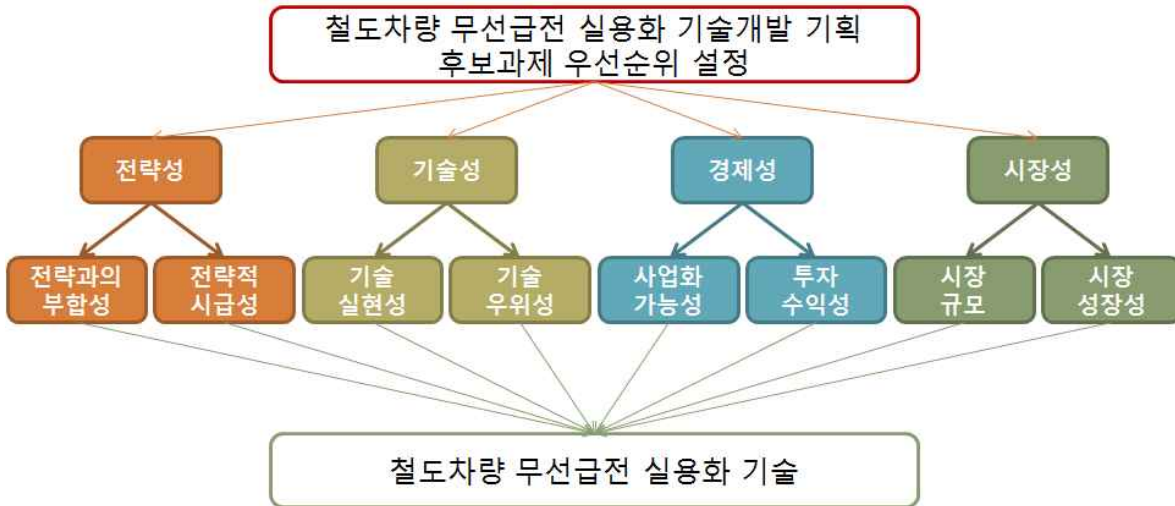 철도차량 무선급전 실용화 기술개발 기획
후보과제 우선순위 설정
전략성
기술성
경제성
시장성
전략과의
부합성
전략적
시급성
기술
실현성
기술
우위성
사업화
가능성
투자
수익성
시장
규모
시장
성장성
철도차량 무선급전 실용화 기술